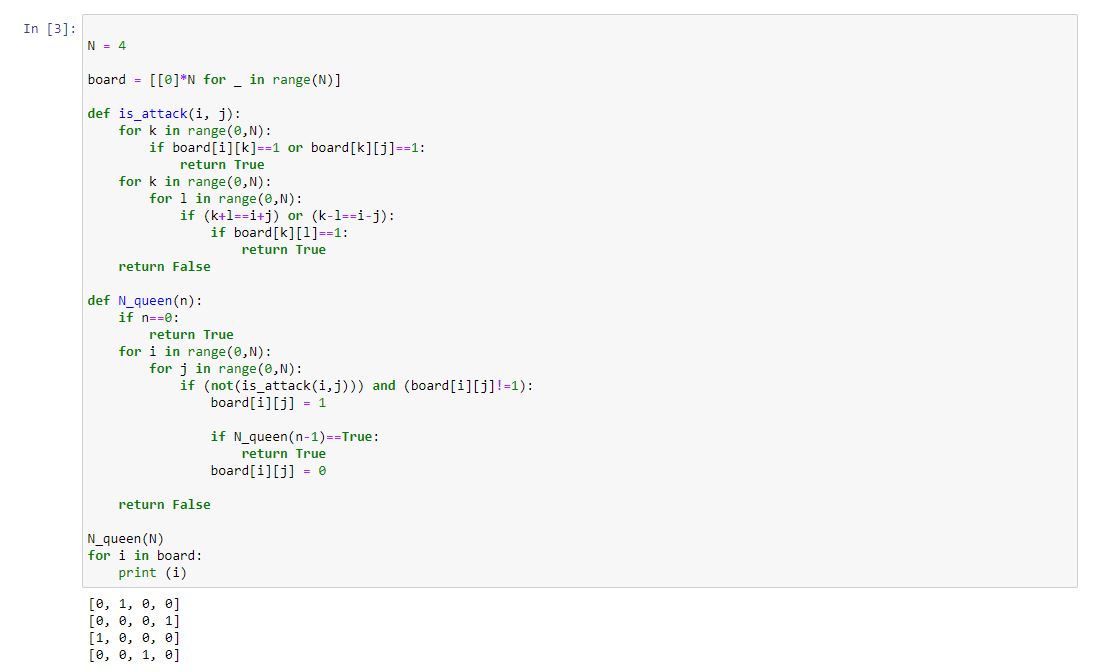 In [3]:
N = 4
board = [[0]*N for _ in range(N)]
def is_attack(i, j):
    for k in range(0,N):
        if board[i][k]==1 or board[k][j]==1:
            return True
    for k in range(0,N):
        for l in range(0,N):
            if (k+l==i+j) or (k-l==i-j):
                if board[k][l]==1:
                    return True
    return False
def N_queen(n):
    if n==0:
        return True
    for i in range(0,N):
        for j in range(0,N):
            if (not(is_attack(i,j))) and (board[i][j]!=1):
                board[i][j] = 1
                if N_queen(n-1)==True:
                    return True
                board[i][j] = 0
    return False
N_queen(N)
for i in board:
    print (i)
[0, 1, 0, 0]
[0, 0, 0, 1]
[1, 0, 0, 0]
[0, 0, 1, 0]